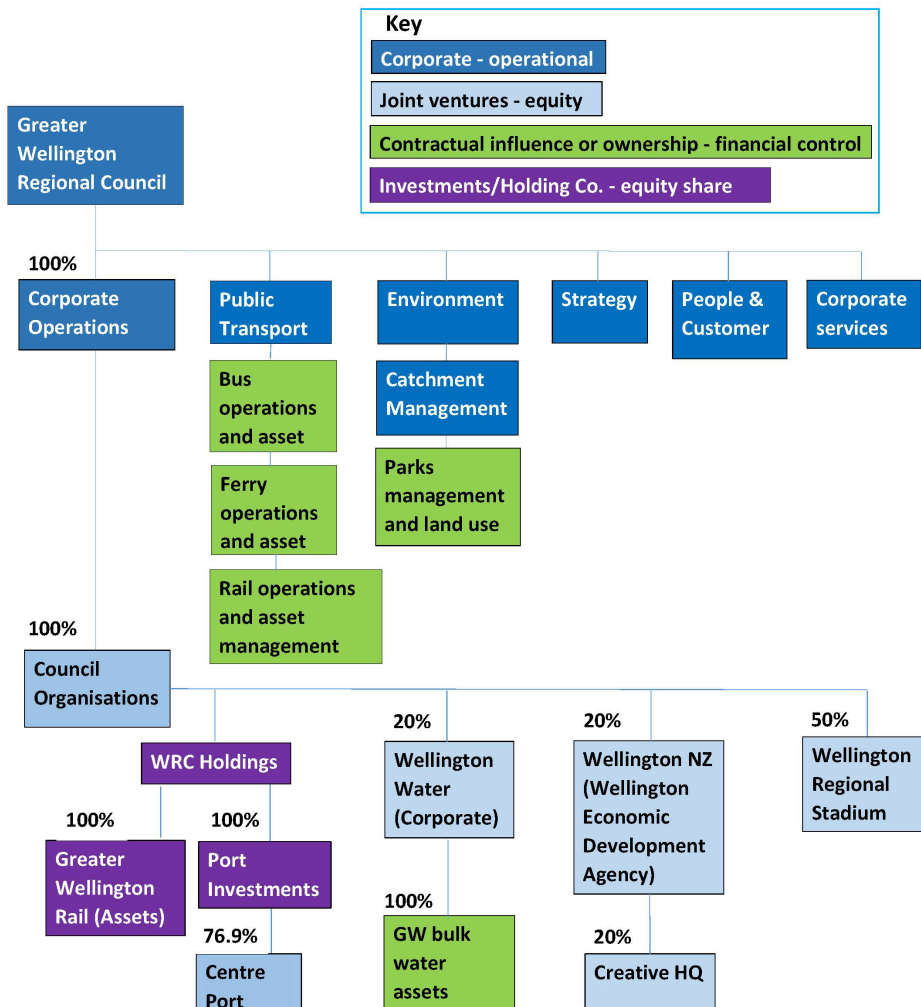 Key
Corporate - operational
Joint ventures - equity
Contractual influence or ownership - financial control
Investments/Holding Co. - equity share
Greater
Wellington
Regional Council
100%
Corporate
Operations
Public
Transport
Environment
Strategy
People &
Customer
Corporate
services
Bus
operations
and asset
Catchment
Management
Ferry
operations
and asset
Parks
management
and land use
Rail operations
and asset
management
100%
Council
Organisations
WRC Holdings
20%
Wellington
Water
(Corporate)
20%
Wellington NZ
(Wellington
Economic
Development
Agency)
50%
Wellington
Regional
Stadium
100%
Greater
Wellington
Rail (Assets)
100%
Port
Investments
76.9%
Centre
Port
100%
GW bulk
water
assets
20%
Creative HQ